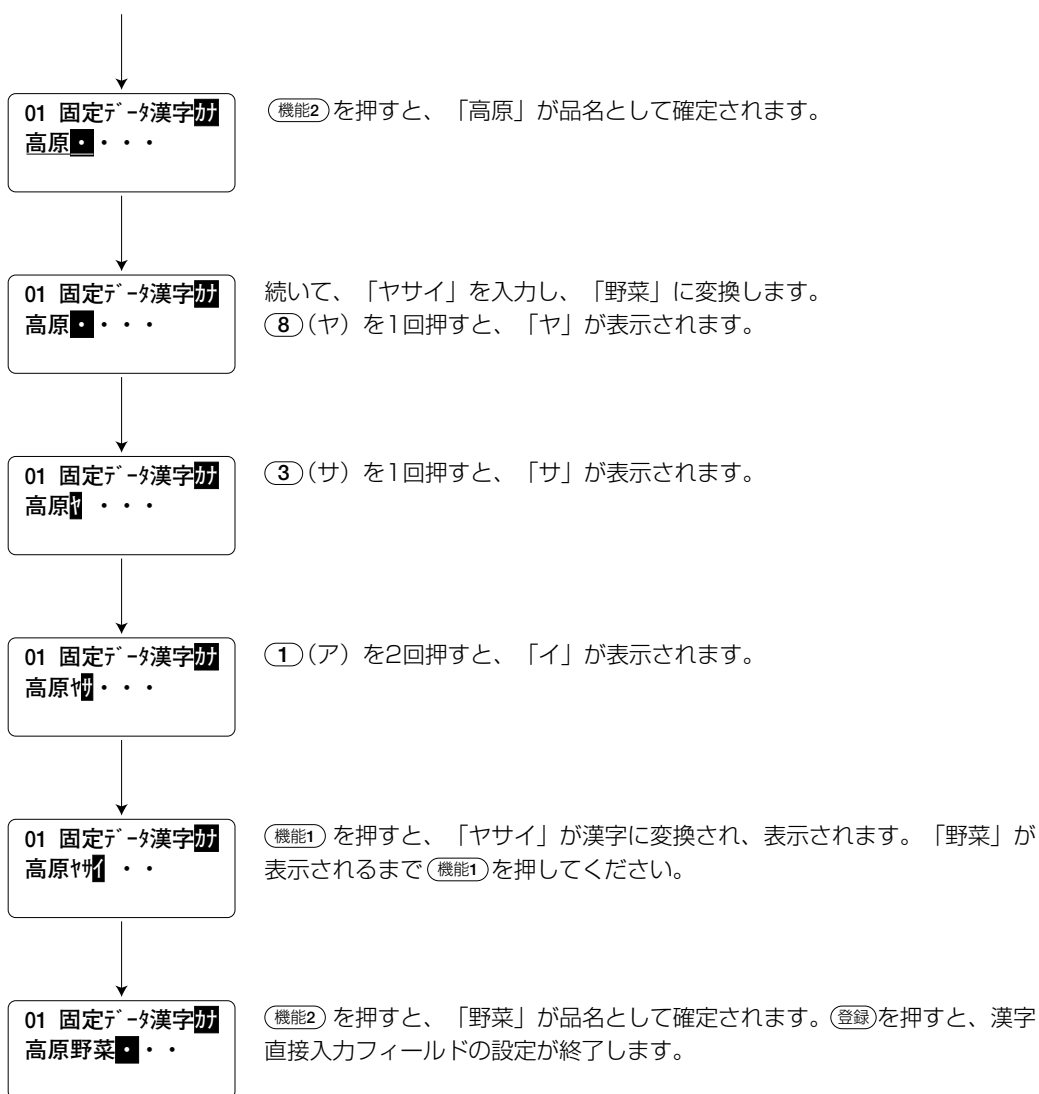 01 固定ﾃﾞｰﾀ漢字ｶﾅ
高原・・・・
機能2を押すと、「高原」が品名として確定されます。
01 固定ﾃﾞｰﾀ漢字ｶﾅ
高原・・・・
続いて、「ヤサイ」を入力し、「野菜」に変換します。
8(ヤ）を1回押すと、「ヤ」が表示されます。
01 固定ﾃﾞｰﾀ漢字ｶﾅ
高原ﾔ ・・・
3(サ）を1回押すと、「サ」が表示されます。
01 固定ﾃﾞｰﾀ漢字ｶﾅ
高原ﾔｻ・・・
1(ア）を2回押すと、「イ」が表示されます。
01 固定ﾃﾞｰﾀ漢字ｶﾅ
高原ﾔｻｲ ・・
機能1 を押すと、「ヤサイ」が漢字に変換され、表示されます。「野菜」が
表示されるまで 機能1を押してください。
01 固定ﾃﾞｰﾀ漢字ｶﾅ
高原野菜・・・
機能2 を押すと、「野菜」が品名として確定されます。登録を押すと、漢字
直接入力フィールドの設定が終了します。